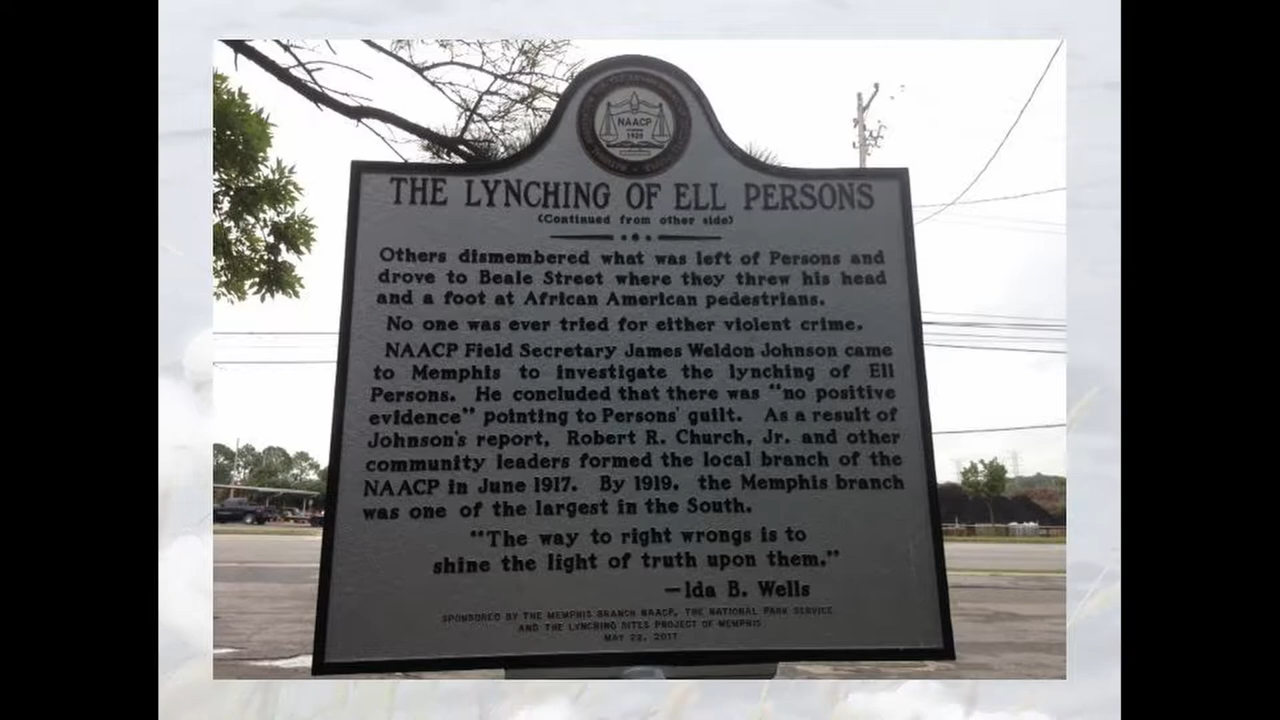 NAACP
THE LYNCHING OF ELL PERSONS
(Continued from other side)
Others dismembered what was left of Persons and
drove to Beale Street where they threw his head
and a foot at African American pedestrians.
No one was ever tried for either violent crime.
NAACP Field Secretary James Weldon Johnson came
to Memphis to investigate the lynching of Ell
Persons. He concluded that there was "no positive
evidence" pointing to Persons' guilt. As a result of
Johnson's report, Robert R. Church, Jr. and other
community leaders formed the local branch of the
NAACP in June 1917. By 1919, the Memphis branch
was one of the largest in the South.
"The way to right wrongs is to
shine the light of truth upon them."
—Ida B. Wells
SPONSORED BY THE MEMPHIS BRANCH NAACP, THE NATIONAL PARK SERVICE
AND THE LYNCHING SITES PROJECT OF MEMPHIS
MAY 22, 2017